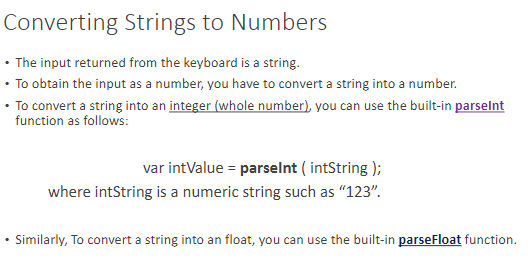 Converting Strings to Numbers
• The input returned from the keyboard is a string.
• To obtain the input as a number, you have to convert a string into a number.
• To convert a string into an integer (whole number), you can use the built-in parseInt
function as follows:
var intValue = parseInt ( intString );
where intString is a numeric string such as “123”.
• Similarly, To convert a string into an float, you can use the built-in parseFloat function.